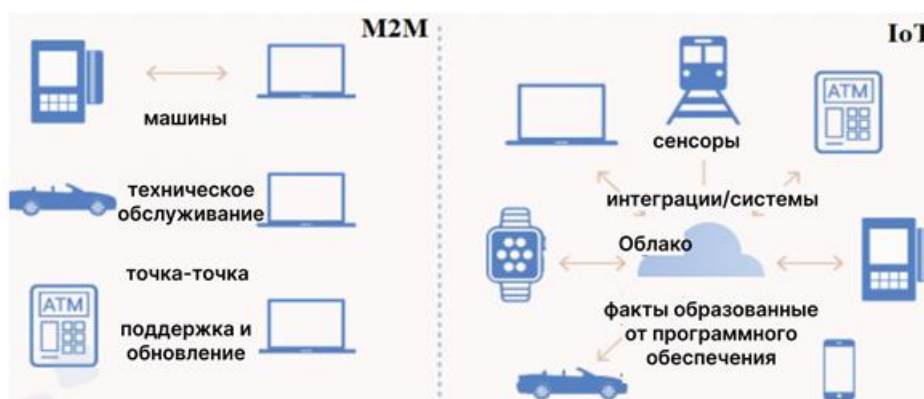 M2M
машины
техническое
обслуживание
точка-точка
ATM
поддержка и
обновление
IoT
ATM
сенсоры
интеграции/системы
Облако
факты образованные
от программного
обеспечения